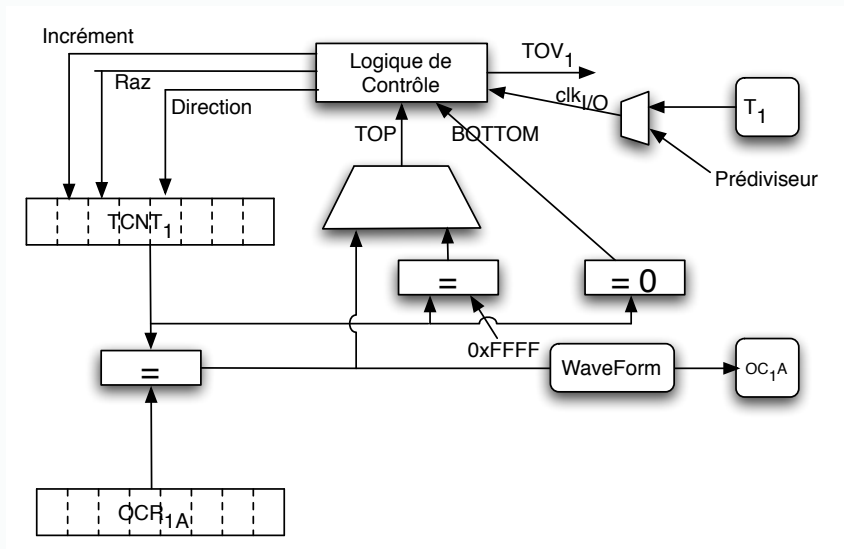 Incrément
Raz
Direction
Logique de
Contrôle
TOV1
clkI/O
T1
TOP
BOTTOM
Prédiviseur
TCNT1
=
= 0
0xFFFF
=
WaveForm
OC1A
OCR1A